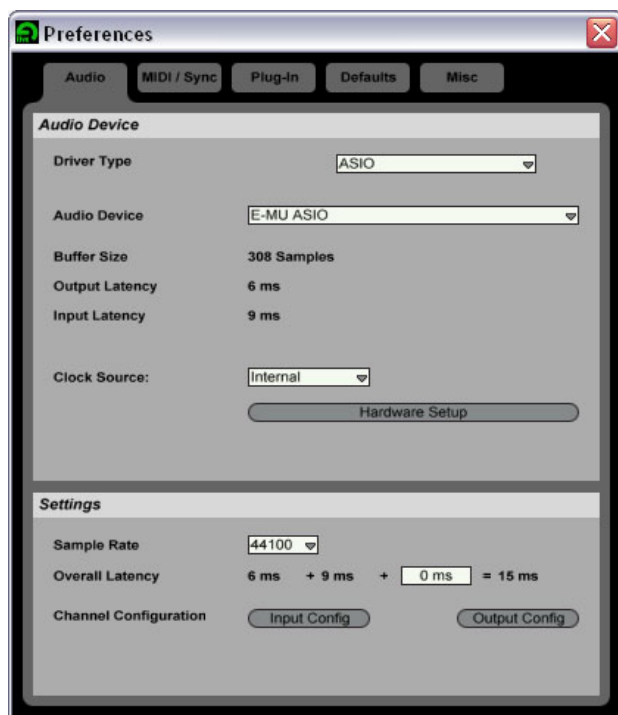 Preferences
Audio MIDI / Sync Plug-In Defaults Misc
Audio Device
Driver Type ASIO
Audio Device E-MU ASIO
Buffer Size 308 Samples
Output Latency 6 ms
Input Latency 9 ms
Clock Source: Internal
Hardware Setup
Settings
Sample Rate 44100
Overall Latency 6 ms + 9 ms + 0 ms = 15 ms
Channel Configuration Input Config Output Config